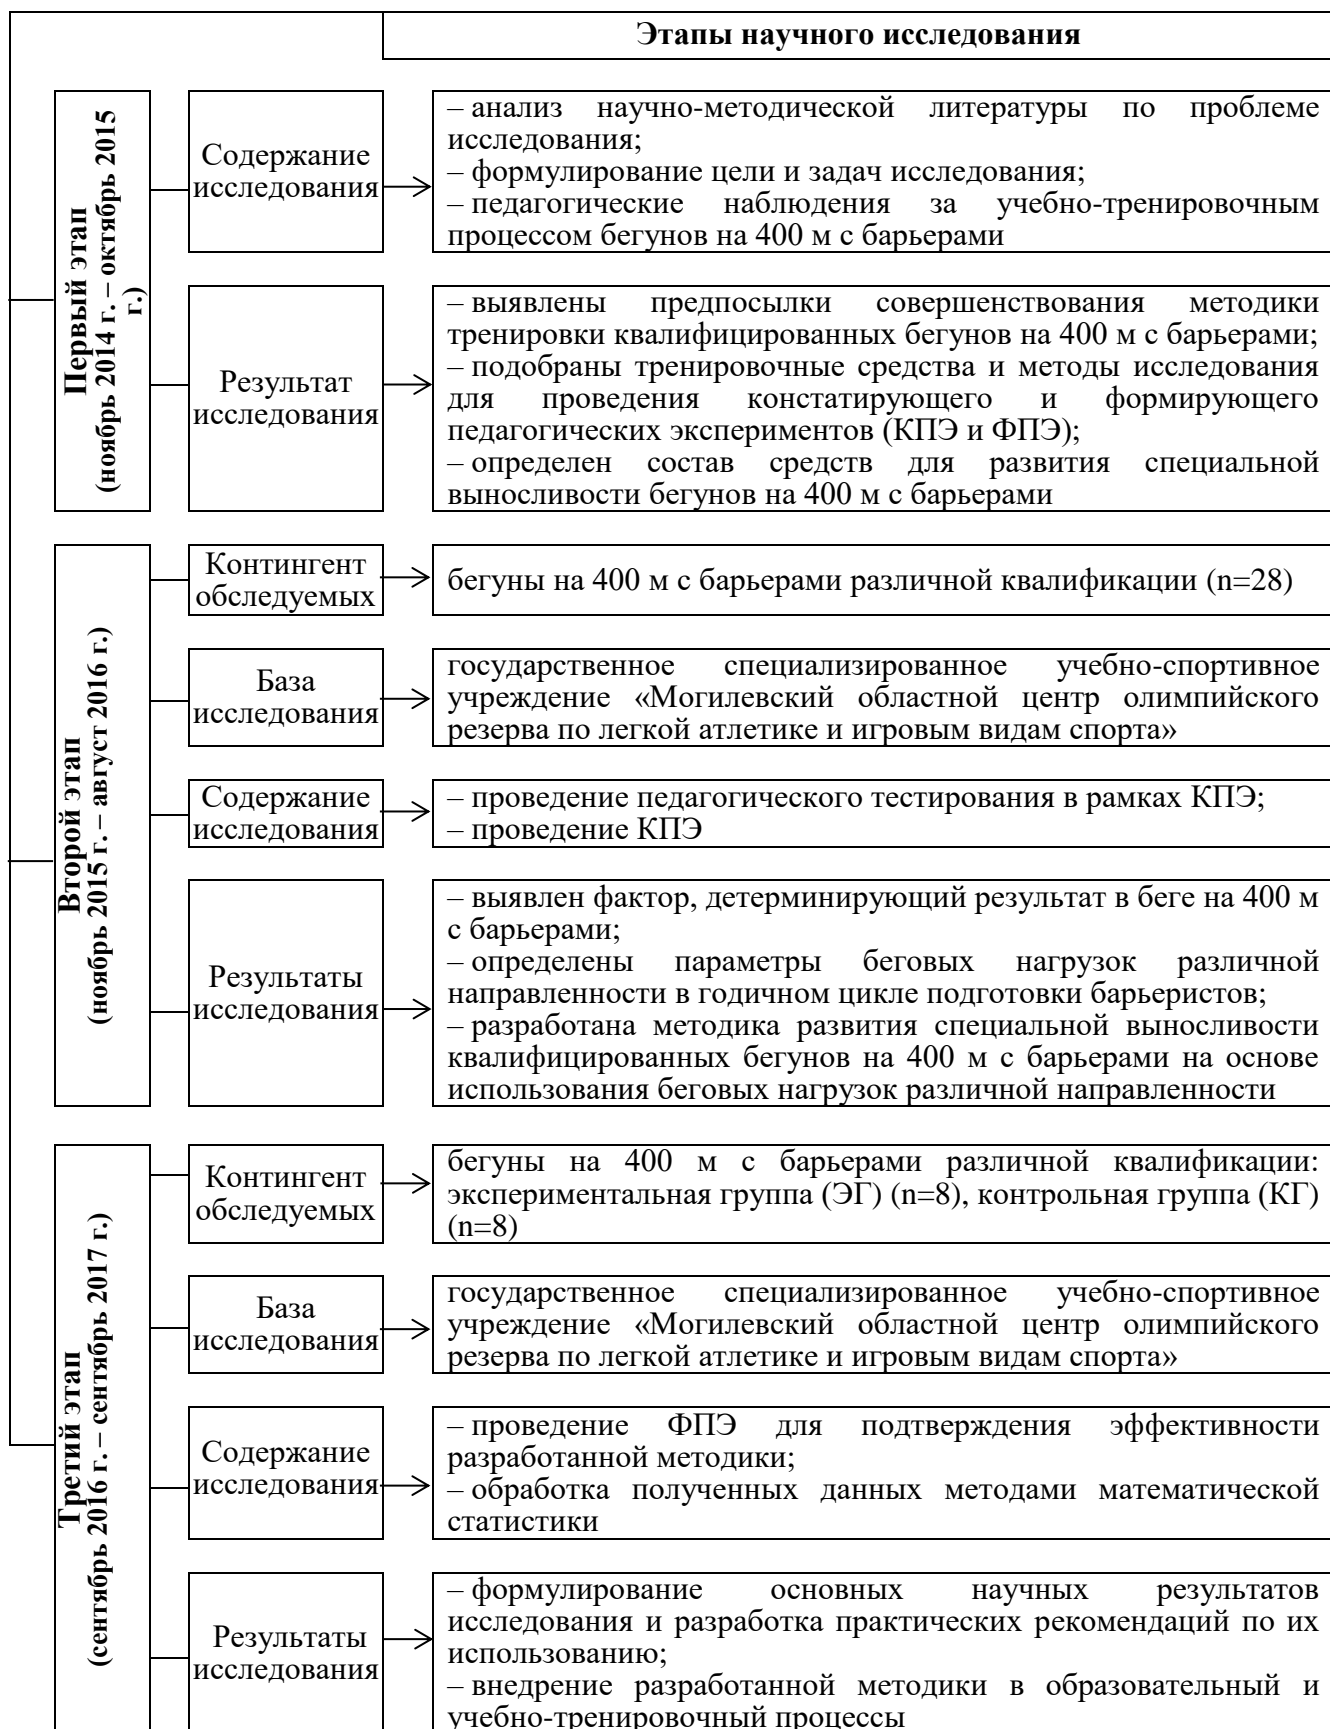 Этапы научного исследования
Первый этап
(ноябрь 2014 г. – октябрь 2015
г.)
Содержание
исследования
– анализ научно-методической литературы по проблеме
исследования;
– формулирование цели и задач исследования;
– педагогические наблюдения за учебно-тренировочным
процессом бегунов на 400 м с барьерами
Результат
исследования
– выявлены предпосылки совершенствования методики
тренировки квалифицированных бегунов на 400 м с барьерами;
– подобраны тренировочные средства и методы исследования
для проведения констатирующего и формирующего
педагогических экспериментов (КПЭ и ФПЭ);
– определен состав средств для развития специальной
выносливости бегунов на 400 м с барьерами
Второй этап
(ноябрь 2015 г. – август 2016 г.)
Контингент
обследуемых
бегуны на 400 м с барьерами различной квалификации (n=28)
База
исследования
государственное специализированное учебно-спортивное
учреждение «Могилевский областной центр олимпийского
резерва по легкой атлетике и игровым видам спорта»
Содержание
исследования
– проведение педагогического тестирования в рамках КПЭ;
– проведение КПЭ
Результаты
исследования
– выявлен фактор, детерминирующий результат в беге на 400 м
с барьерами;
– определены параметры беговых нагрузок различной
направленности в годичном цикле подготовки барьеристов;
– разработана методика развития специальной выносливости
квалифицированных бегунов на 400 м с барьерами на основе
использования беговых нагрузок различной направленности
Третий этап
(сентябрь 2016 г. – сентябрь 2017 г.)
Контингент
обследуемых
бегуны на 400 м с барьерами различной квалификации:
экспериментальная группа (ЭГ) (n=8), контрольная группа (КГ)
(n=8)
База
исследования
государственное специализированное учебно-спортивное
учреждение «Могилевский областной центр олимпийского
резерва по легкой атлетике и игровым видам спорта»
Содержание
исследования
– проведение ФПЭ для подтверждения эффективности
разработанной методики;
– обработка полученных данных методами математической
статистики
Результаты
исследования
– формулирование основных научных результатов
исследования и разработка практических рекомендаций по их
использованию;
– внедрение разработанной методики в образовательный и
учебно-тренировочный процессы